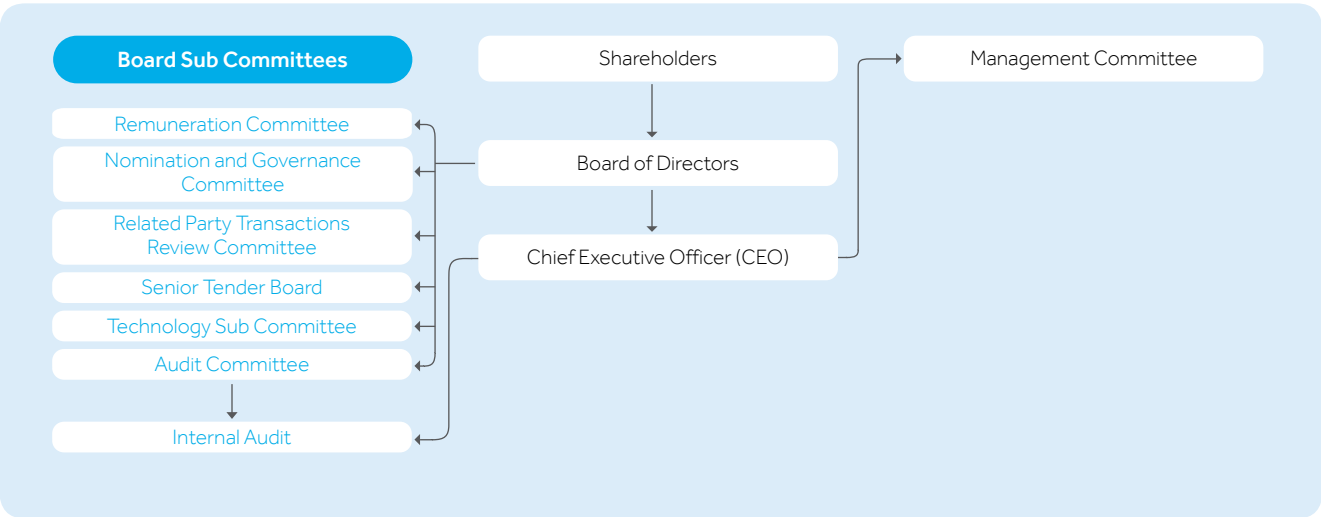 Board Sub Committees
Remuneration Committee
Nomination and Governance
Committee
Related Party Transactions
Review Committee
Senior Tender Board
Technology Sub Committee
Audit Committee
Internal Audit
Shareholders
Board of Directors
Chief Executive Officer (CEO)
Management Committee